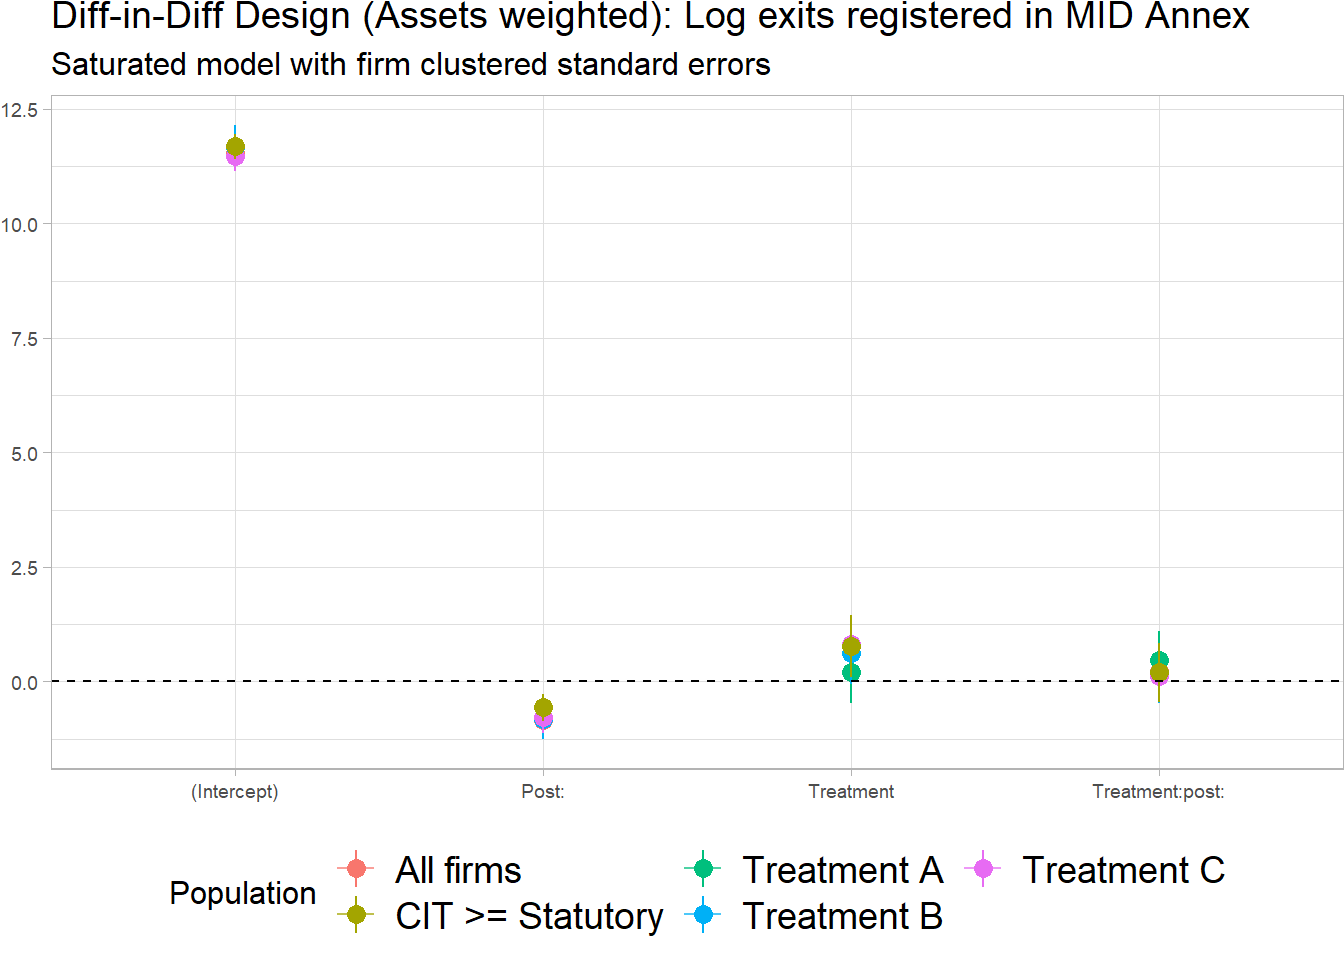 Diff-in-Diff Design (Assets weighted): Log exits registered in MID Annex
Saturated model with firm clustered standard errors
12.5
10.0
7.5
5.0
2.5
0.0
(Intercept) Post: Treatment Treatment:post:
Population
All firms Treatment A Treatment C
CIT >= Statutory Treatment B